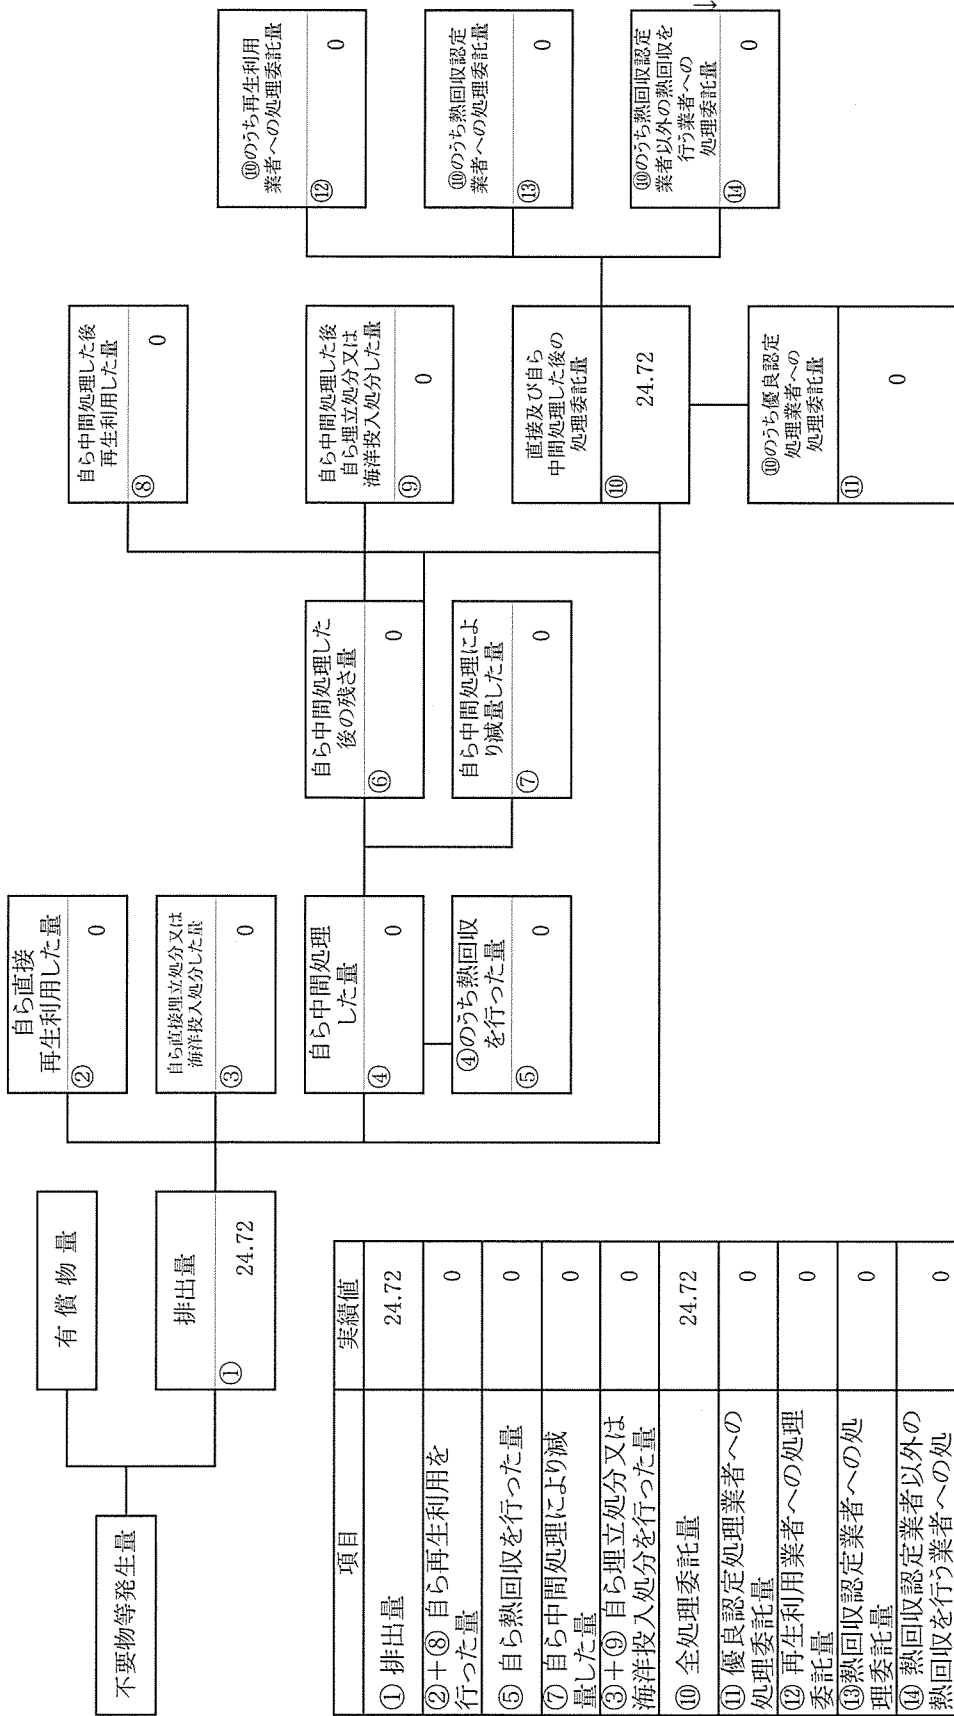 不要物等発生量
有 償 物 量
排出量
①
24.72
自ら直接
再生利用した量
②
0
自ら直接埋立処分又は
海洋投入処分した量
③
0
自ら中間処理
した量
④
0
④のうち熱回収
を行った量
⑤
0
自ら中間処理した
後の残さ量
⑥
0
自ら中間処理によ
り減量した量
⑦
0
自ら中間処理した後
再生利用した量
⑧
0
自ら中間処理した後
自ら埋立処分又は
海洋投入処分した量
⑨
0
直接及び自ら
中間処理した後の
処理委託量
⑩
24.72
⑩のうち優良認定
処理業者への
処理委託量
⑪
0
⑩のうち再生利用
業者への処理委託量
⑫
0
⑩のうち熱回収認定
業者への処理委託量
⑬
0
⑩のうち熱回収認定
業者以外の熱回収を
行う業者への
処理委託量
⑭
0
項目 実績値
① 排出量 24.72
②＋⑧ 自ら再生利用を
行った量 0
⑤ 自ら熱回収を行った量 0
⑦ 自ら中間処理により減
量した量 0
③＋⑨ 自ら埋立処分又は
海洋投入処分を行った量 0
⑩ 全処理委託量 24.72
⑪ 優良認定処理業者への
処理委託量 0
⑫ 再生利用業者への処理
委託量 0
⑬熱回収認定業者への処
理委託量 0
⑭ 熱回収認定業者以外の
熱回収を行う業者への処 0